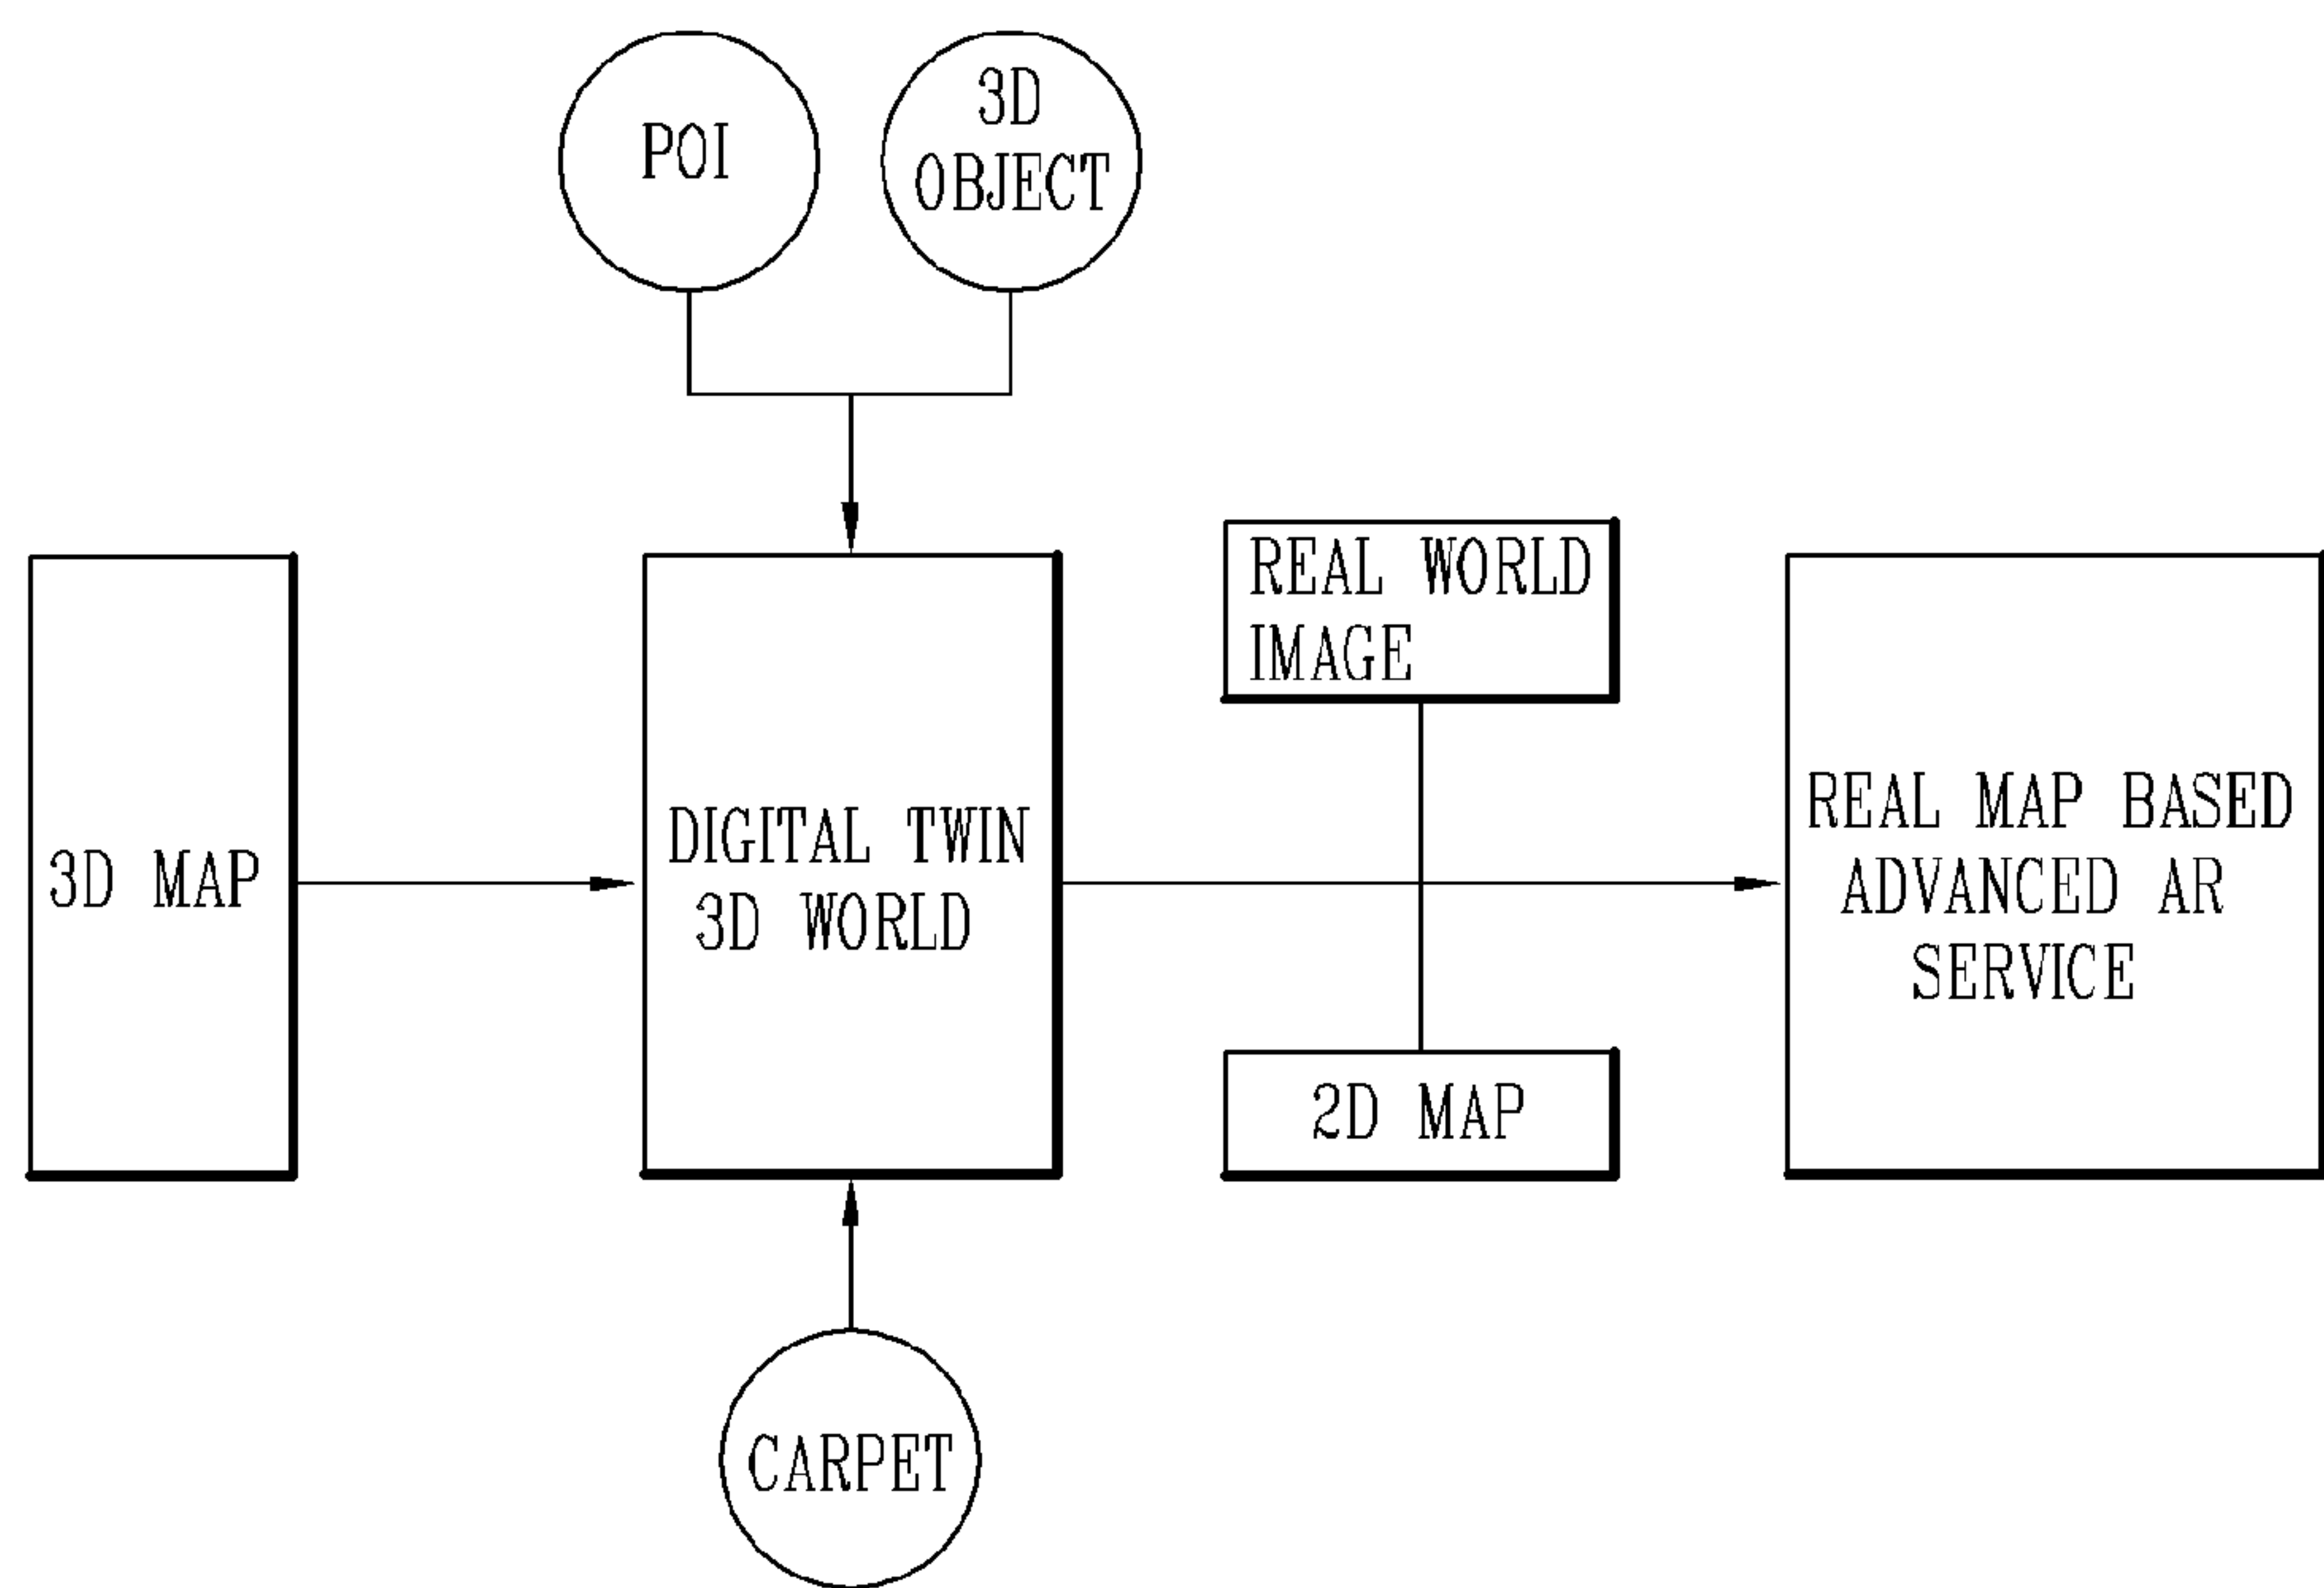 POI
3D
OBJECT
3D MAP
DIGITAL TWIN
3D WORLD
REAL WORLD
IMAGE
2D MAP
REAL MAP BASED
ADVANCED AR
SERVICE
CARPET